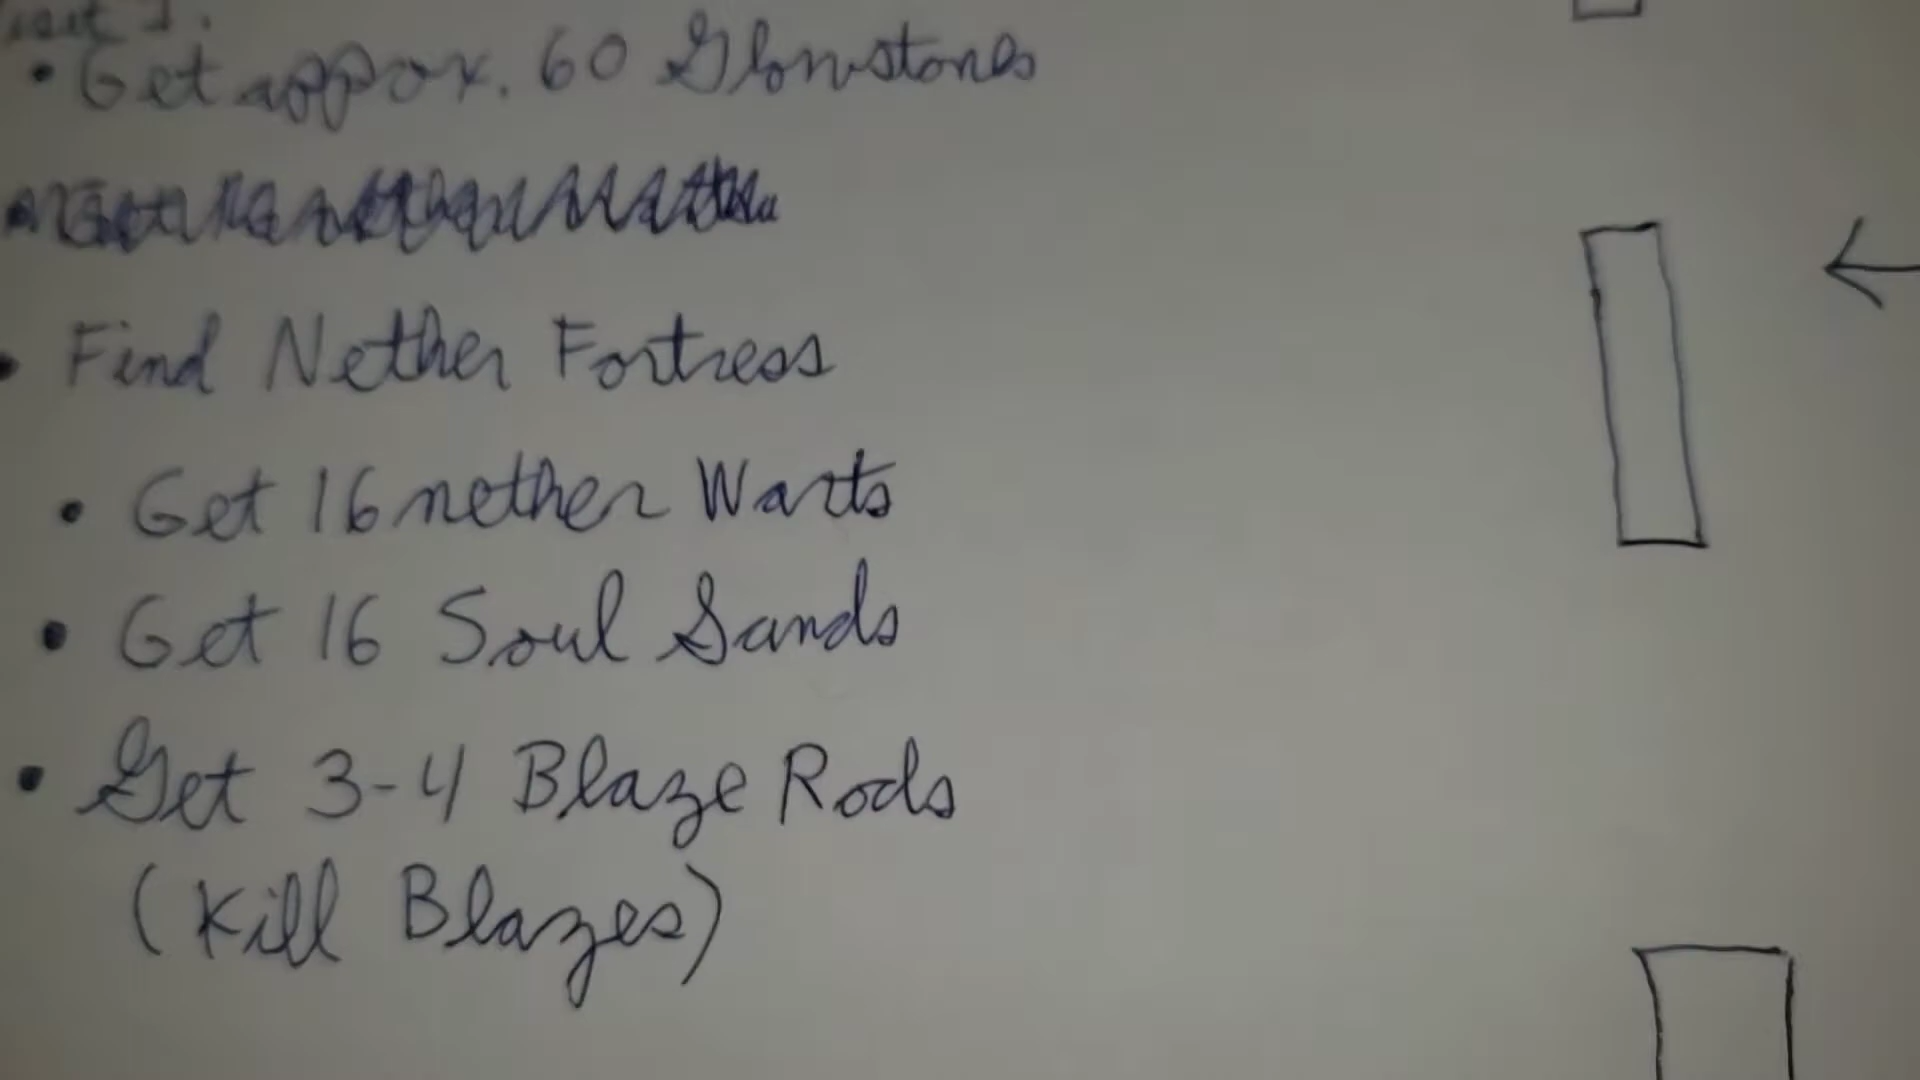 • Get appox. 60 Glowstones
• Find Nether Fortress
• Get 16 nether Warts
• Get 16 Soul Sands
• Get 3-4 Blaze Rods
(Kill Blazes)